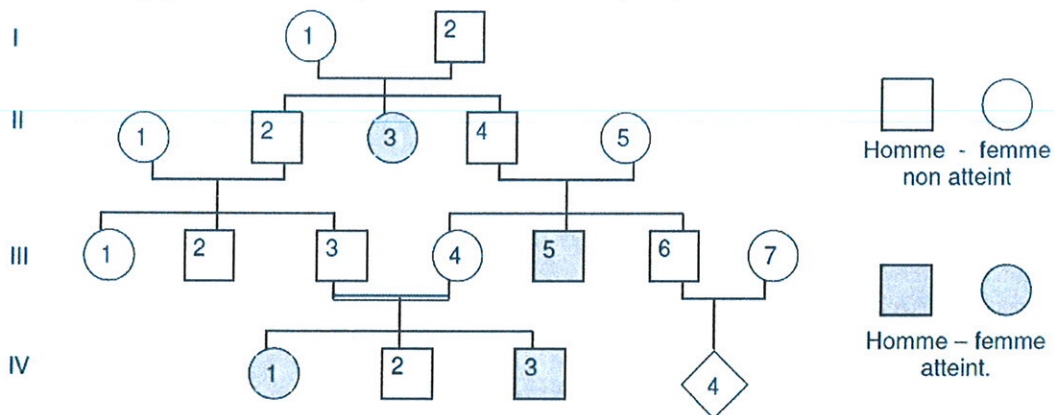 I
1 2
II
1 2 3 4 5
Homme - femme
non atteint
III
1 2 3 4 5 6 7
Homme – femme
atteint.
IV
1 2 3 4